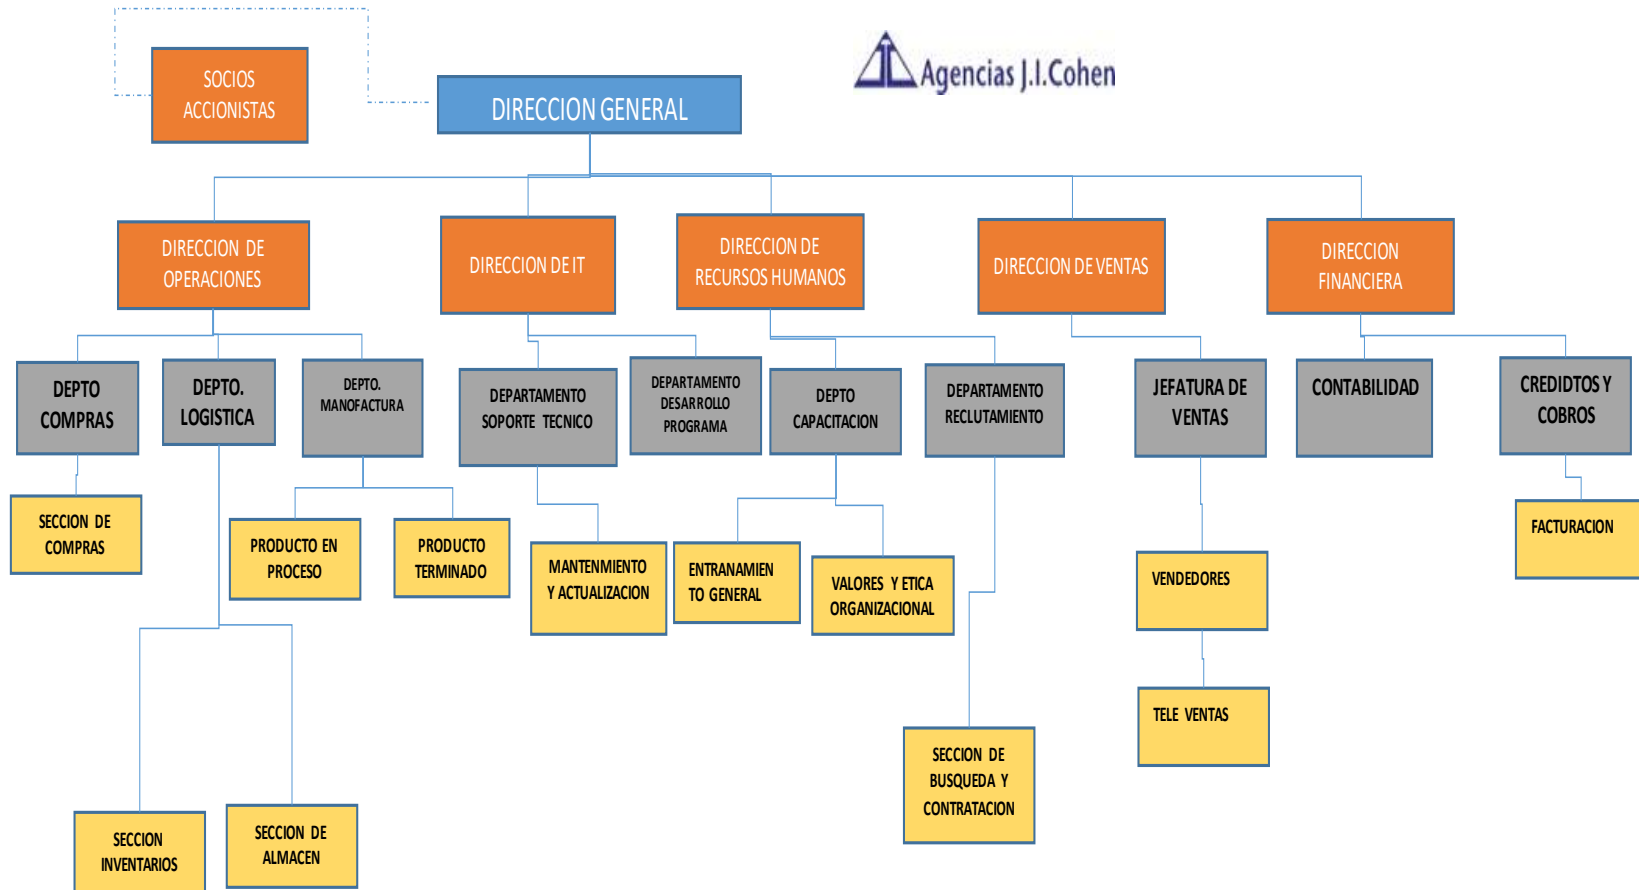 SOCIOS
ACCIONISTAS
Agencias J.I.Cohen
DIRECCION GENERAL
DIRECCION DE
OPERACIONES
DIRECCION DE IT
DIRECCION DE
RECURSOS HUMANOS
DIRECCION DE VENTAS
DIRECCION
FINANCIERA
DEPTO
COMPRAS
DEPTO.
LOGISTICA
DEPTO.
MANOFACTURA
DEPARTAMENTO
SOPORTE TECNICO
DEPARTAMENTO
DESARROLLO
PROGRAMA
DEPTO
CAPACITACION
DEPARTAMENTO
RECLUTAMIENTO
JEFATURA DE
VENTAS
CONTABILIDAD
CREDIDTOS Y
COBROS
SECCION DE
COMPRAS
PRODUCTO EN
PROCESO
PRODUCTO
TERMINADO
MANTENMIENTO
Y ACTUALIZACION
ENTRANAMIEN
TO GENERAL
VALORES Y ETICA
ORGANIZACIONAL
VENDEDORES
FACTURACION
TELE VENTAS
SECCION DE
BUSQUEDA Y
CONTRATACION
SECCION
INVENTARIOS
SECCION DE
ALMACEN